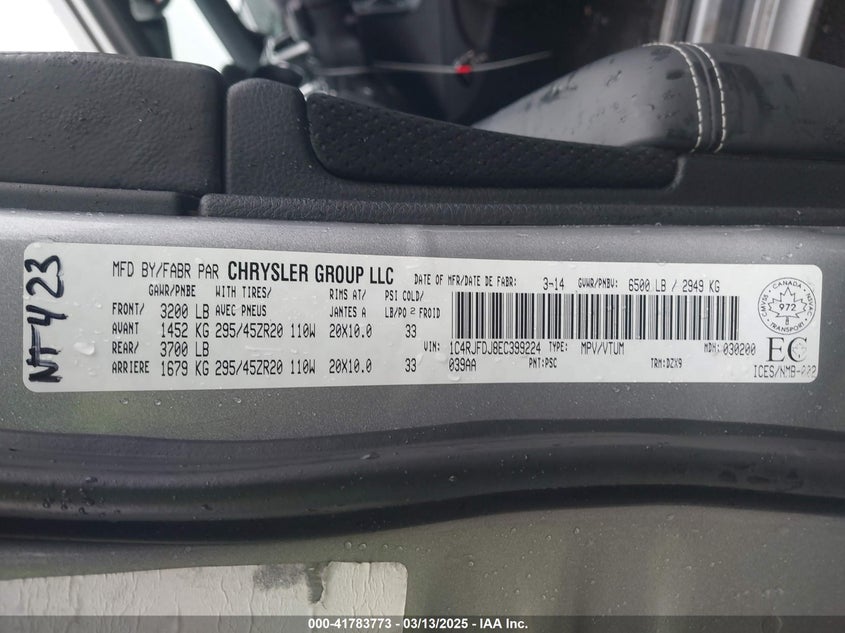 NT423
MFD BY/FABR PAR CHRYSLER GROUP LLC DATE OF MFR/DATE DE FABR: 3-14 GVWR/PNBV: 6500 LB / 2949 KG
GAWR/PNBE WITH TIRES/ RIMS AT/ PSI COLD/
FRONT/ 3200 LB AVEC PNEUS JANTES A LB/PO 2 FROID
AVANT 1452 KG 295/45ZR20 110W 20X10.0 33
REAR/ 3700 LB VIN: 1C4RJFDJ8EC399224 TYPE: MPV/VTUM MDH: 030200
ARRIERE 1679 KG 295/45ZR20 110W 20X10.0 33 039AA PNT:PSC TRM:DZX9
CANADA
CMVSS NSVAC
972
8
TRANSPORT
EC
ICES/NMB-002
000-41783773 — 03/13/2025 — IAA Inc.